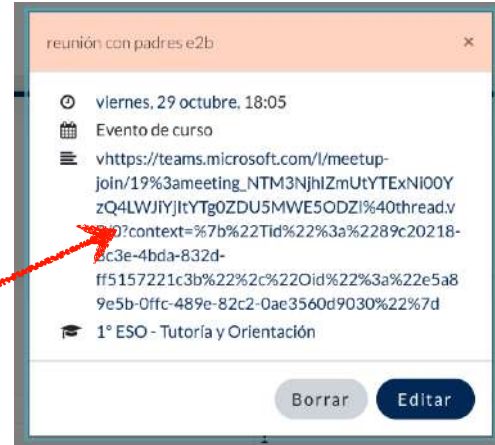 reunión con padres e2b ×
viernes, 29 octubre, 18:05
Evento de curso
vhttps://teams.microsoft.com/l/meetup-
join/19%3ameeting_NTM3NjhlZmUtYTExNi00Y
zQ4LWJiYjItYTg0ZDU5MWE5ODZl%40thread.v
?context=%7b%22Tid%22%3a%2289c20218-
8c3e-4bda-832d-
ff5157221c3b%22%2c%22Oid%22%3a%22e5a8
9e5b-0ffc-489e-82c2-0ae3560d9030%22%7d
1º ESO - Tutoría y Orientación
Borrar Editar